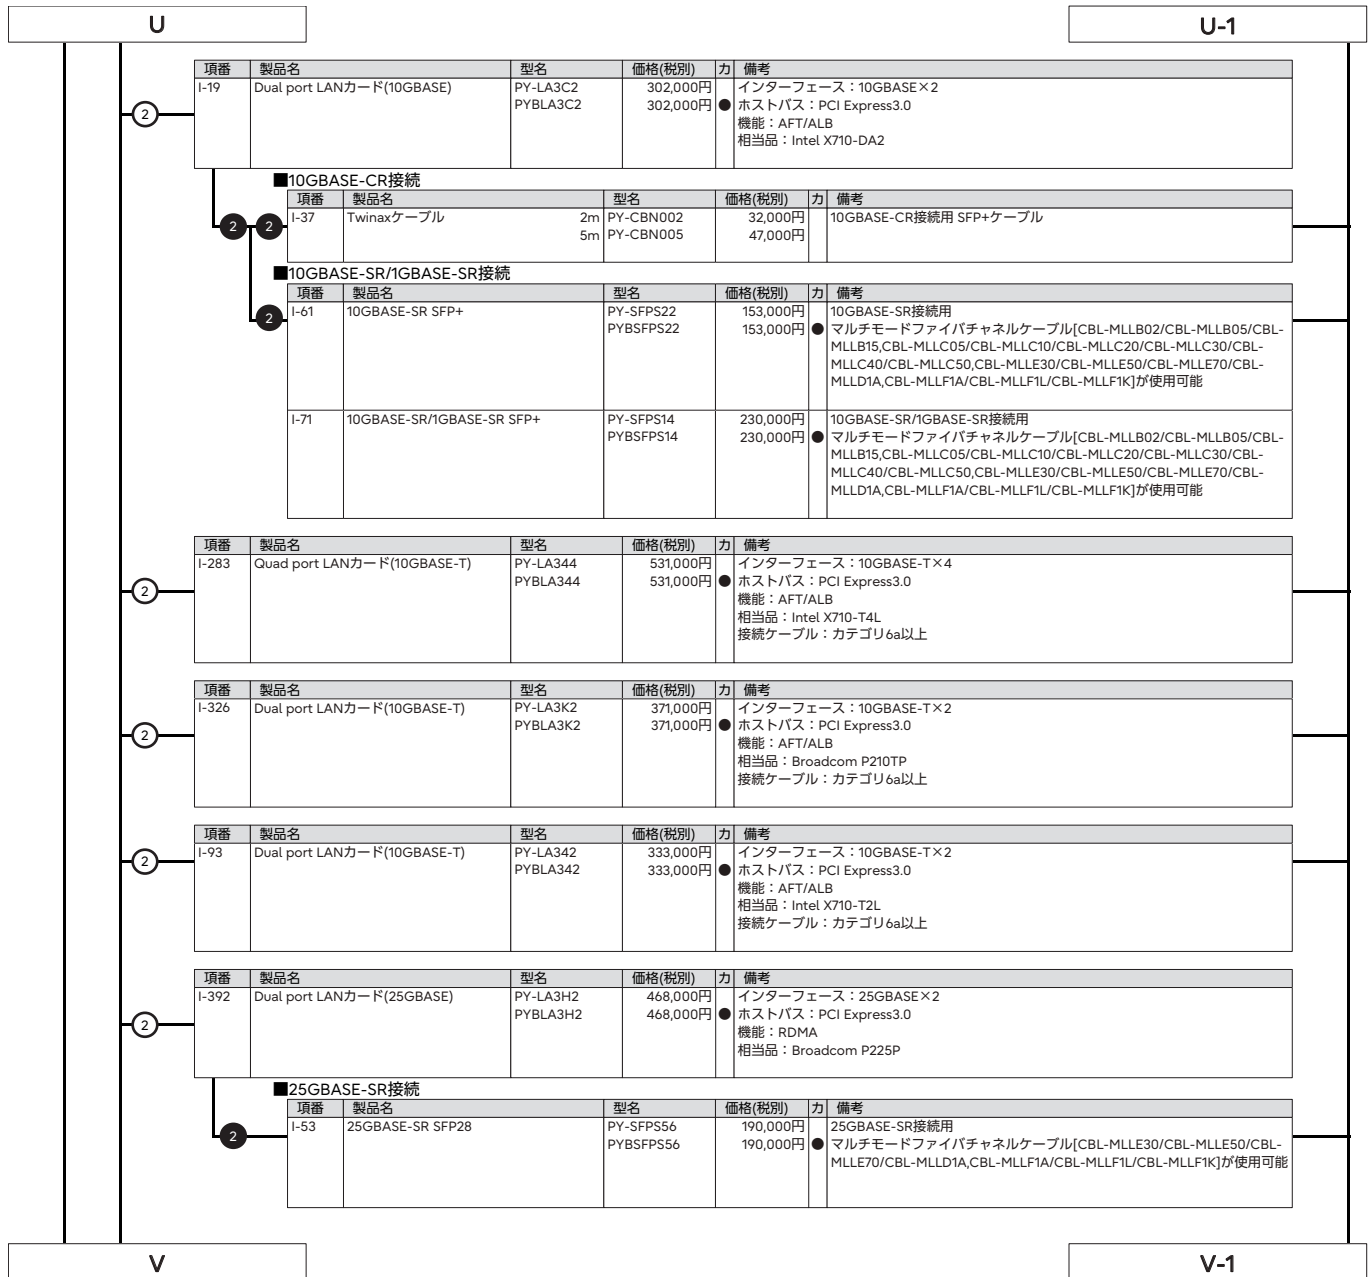 U
U-1
項番 製品名 型名 価格(税別) カ 備考
I-19 Dual port LANカード(10GBASE) PY-LA3C2 302,000円 インターフェース：10GBASE×2
PYBLA3C2 302,000円 ● ホストバス：PCI Express3.0
機能：AFT/ALB
相当品：Intel X710-DA2
2
■10GBASE-CR接続
項番 製品名 型名 価格(税別) カ 備考
I-37 Twinaxケーブル 2m PY-CBN002 32,000円 10GBASE-CR接続用 SFP+ケーブル
5m PY-CBN005 47,000円
2 2
■10GBASE-SR/1GBASE-SR接続
項番 製品名 型名 価格(税別) カ 備考
I-61 10GBASE-SR SFP+ PY-SFPS22 153,000円 10GBASE-SR接続用
2
PYBSFPS22 153,000円 ● マルチモードファイバチャネルケーブル[CBL-MLLB02/CBL-MLLB05/CBL-
MLLB15,CBL-MLLC05/CBL-MLLC10/CBL-MLLC20/CBL-MLLC30/CBL-
MLLC40/CBL-MLLC50,CBL-MLLE30/CBL-MLLE50/CBL-MLLE70/CBL-
MLLD1A,CBL-MLLF1A/CBL-MLLF1L/CBL-MLLF1K]が使用可能
I-71 10GBASE-SR/1GBASE-SR SFP+ PY-SFPS14 230,000円 10GBASE-SR/1GBASE-SR接続用
PYBSFPS14 230,000円 ● マルチモードファイバチャネルケーブル[CBL-MLLB02/CBL-MLLB05/CBL-
MLLB15,CBL-MLLC05/CBL-MLLC10/CBL-MLLC20/CBL-MLLC30/CBL-
MLLC40/CBL-MLLC50,CBL-MLLE30/CBL-MLLE50/CBL-MLLE70/CBL-
MLLD1A,CBL-MLLF1A/CBL-MLLF1L/CBL-MLLF1K]が使用可能
項番 製品名 型名 価格(税別) カ 備考
I-283 Quad port LANカード(10GBASE-T) PY-LA344 531,000円 インターフェース：10GBASE-T×4
2
PYBLA344 531,000円 ● ホストバス：PCI Express3.0
機能：AFT/ALB
相当品：Intel X710-T4L
接続ケーブル：カテゴリ6a以上
項番 製品名 型名 価格(税別) カ 備考
I-326 Dual port LANカード(10GBASE-T) PY-LA3K2 371,000円 インターフェース：10GBASE-T×2
2
PYBLA3K2 371,000円 ● ホストバス：PCI Express3.0
機能：AFT/ALB
相当品：Broadcom P210TP
接続ケーブル：カテゴリ6a以上
項番 製品名 型名 価格(税別) カ 備考
I-93 Dual port LANカード(10GBASE-T) PY-LA342 333,000円 インターフェース：10GBASE-T×2
2
PYBLA342 333,000円 ● ホストバス：PCI Express3.0
機能：AFT/ALB
相当品：Intel X710-T2L
接続ケーブル：カテゴリ6a以上
項番 製品名 型名 価格(税別) カ 備考
I-392 Dual port LANカード(25GBASE) PY-LA3H2 468,000円 インターフェース：25GBASE×2
2
PYBLA3H2 468,000円 ● ホストバス：PCI Express3.0
機能：RDMA
相当品：Broadcom P225P
■25GBASE-SR接続
項番 製品名 型名 価格(税別) カ 備考
I-53 25GBASE-SR SFP28 PY-SFPS56 190,000円 25GBASE-SR接続用
2
PYBSFPS56 190,000円 ● マルチモードファイバチャネルケーブル[CBL-MLLE30/CBL-MLLE50/CBL-
MLLE70/CBL-MLLD1A,CBL-MLLF1A/CBL-MLLF1L/CBL-MLLF1K]が使用可能
V
V-1